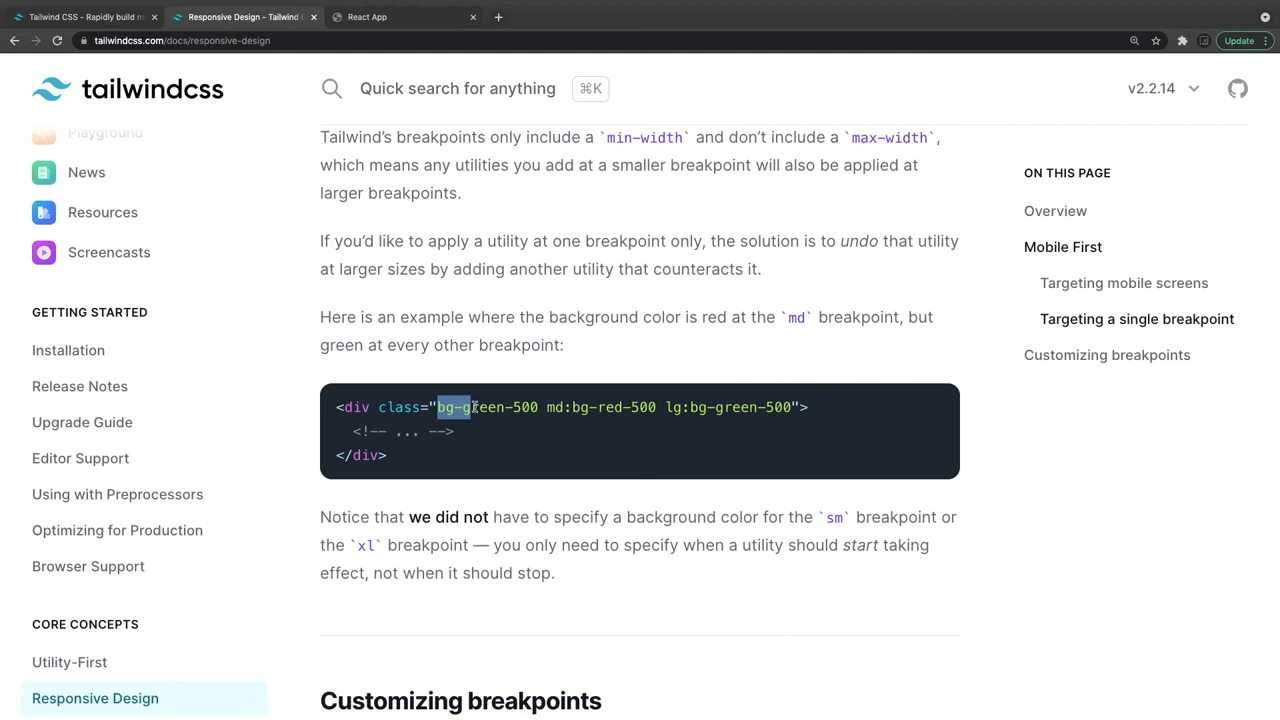 Tailwind CSS - Rapidly build m
Responsive Design - Tailwind C
React App
tailwindcss.com/docs/responsive-design
Update
tailwindcss
Quick search for anything
⌘K
v2.2.14
Playground
News
Resources
Screencasts
GETTING STARTED
Installation
Release Notes
Upgrade Guide
Editor Support
Using with Preprocessors
Optimizing for Production
Browser Support
CORE CONCEPTS
Utility-First
Responsive Design
Tailwind’s breakpoints only include a `min-width` and don’t include a `max-width`,
which means any utilities you add at a smaller breakpoint will also be applied at
larger breakpoints.
If you’d like to apply a utility at one breakpoint only, the solution is to undo that utility
at larger sizes by adding another utility that counteracts it.
Here is an example where the background color is red at the `md` breakpoint, but
green at every other breakpoint:
<div class="bg-green-500 md:bg-red-500 lg:bg-green-500">
<!-- ... -->
</div>
Notice that we did not have to specify a background color for the `sm` breakpoint or
the `xl` breakpoint — you only need to specify when a utility should start taking
effect, not when it should stop.
Customizing breakpoints
ON THIS PAGE
Overview
Mobile First
Targeting mobile screens
Targeting a single breakpoint
Customizing breakpoints